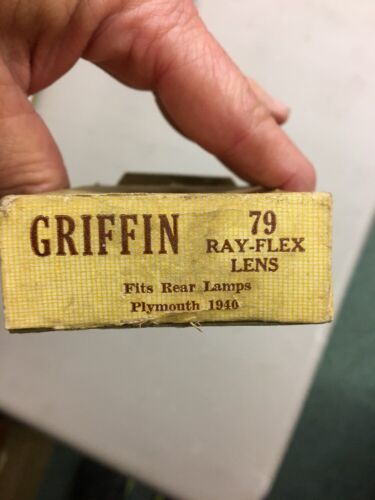 GRIFFIN
79
RAY-FLEX
LENS
Fits Rear Lamps
Plymouth 1940